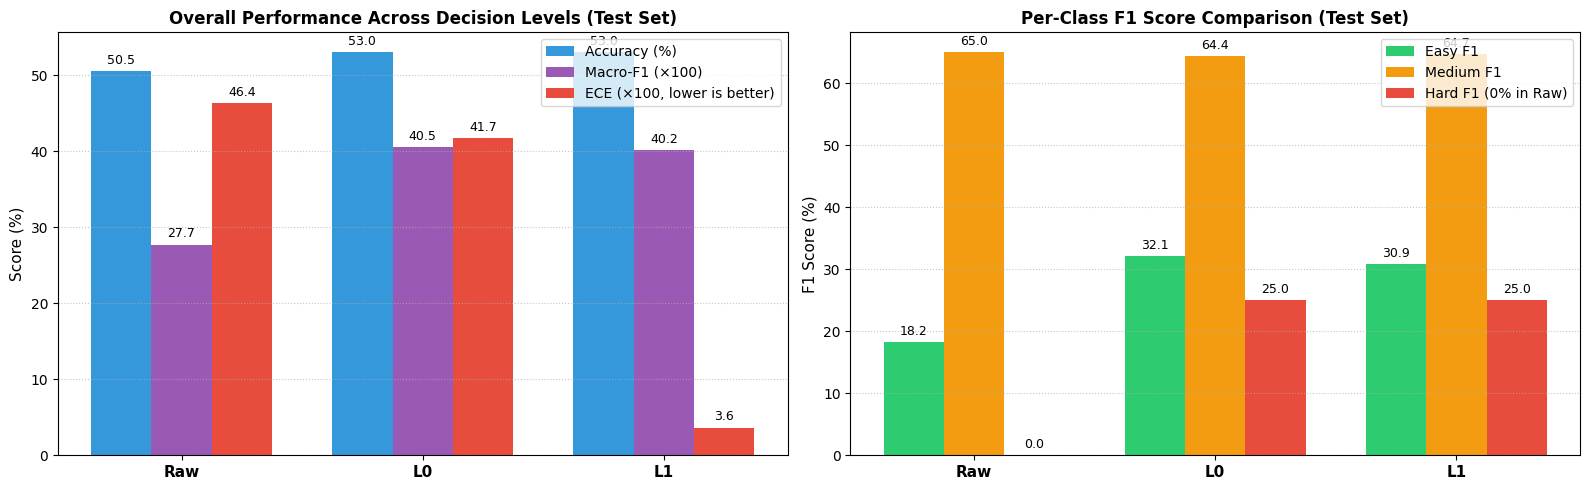 Overall Performance Across Decision Levels (Test Set)
Score (%)
50
40
30
20
10
0
50.5
27.7
46.4
53.0
40.5
41.7
53.0
40.2
3.6
Accuracy (%)
Macro-F1 (×100)
ECE (×100, lower is better)
Raw
L0
L1
Per-Class F1 Score Comparison (Test Set)
F1 Score (%)
60
50
40
30
20
10
0
18.2
65.0
0.0
32.1
64.4
25.0
30.9
64.7
25.0
Easy F1
Medium F1
Hard F1 (0% in Raw)
Raw
L0
L1